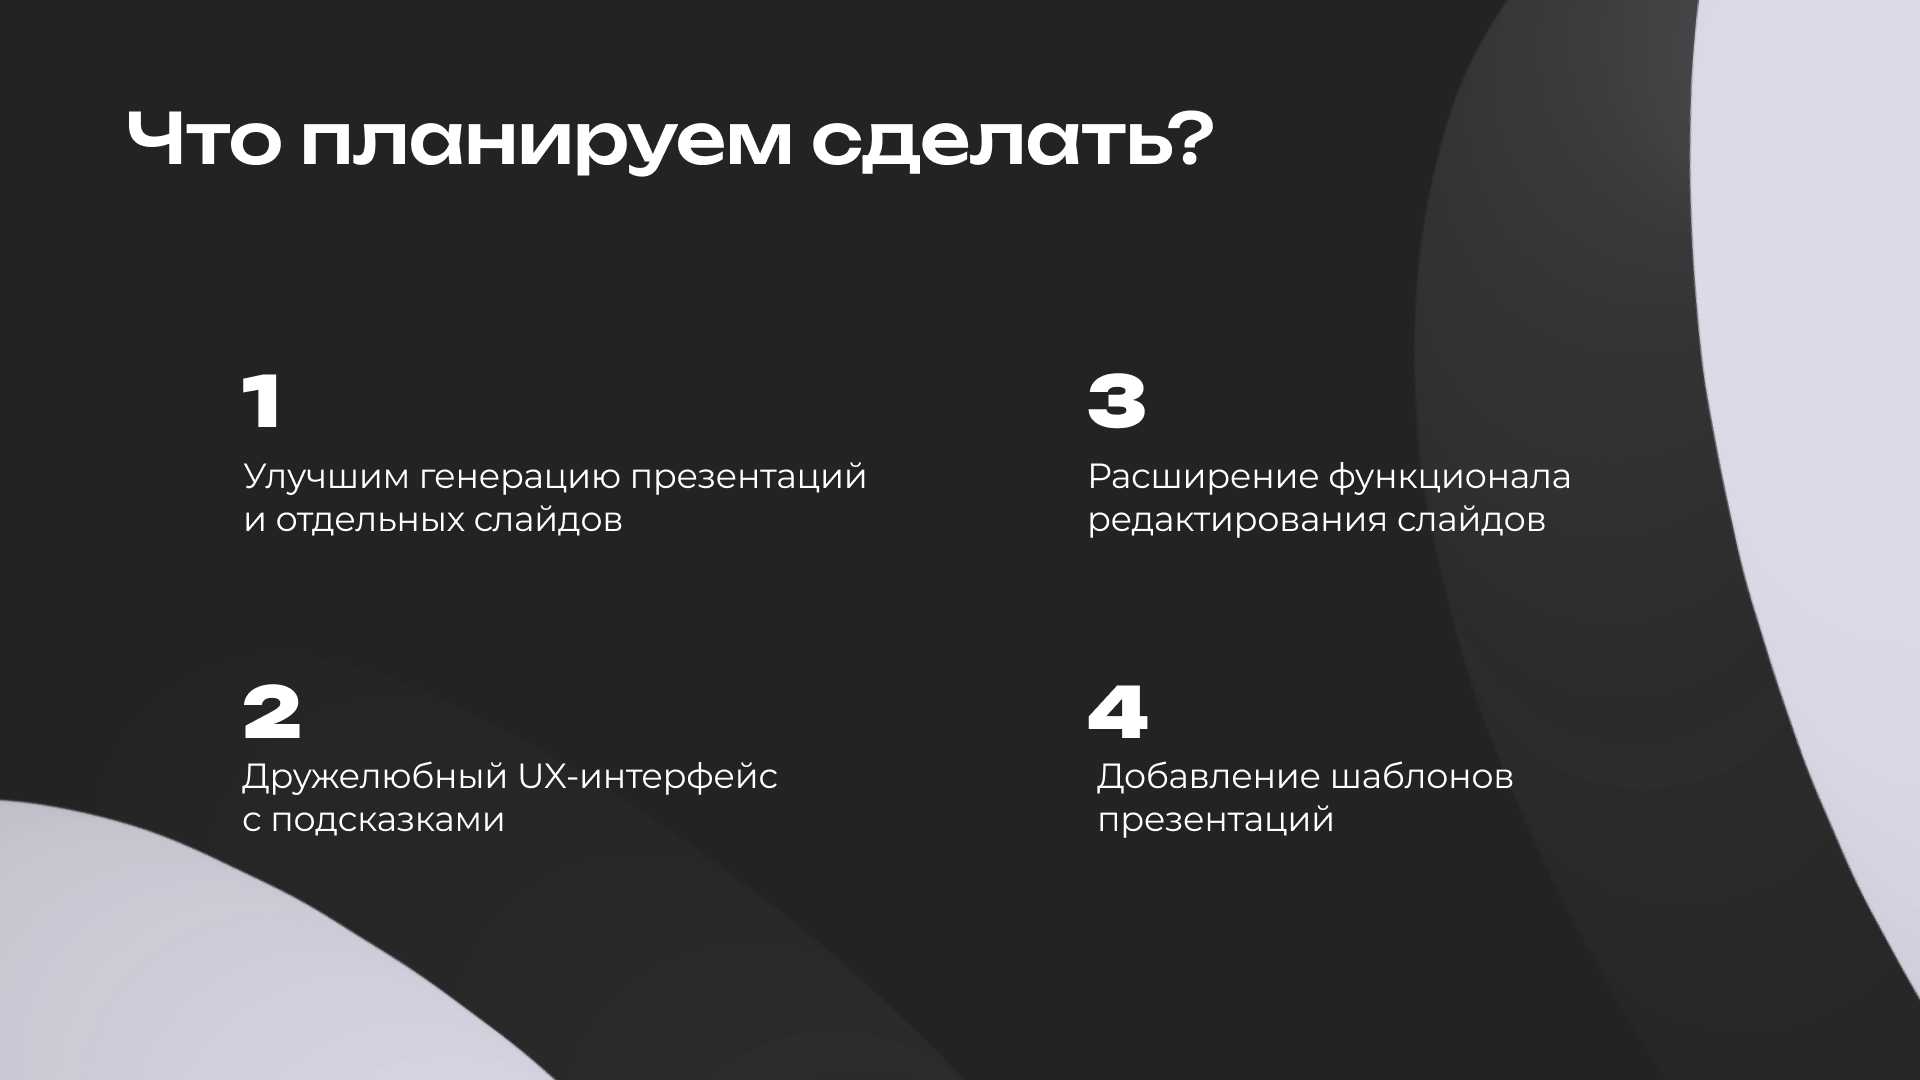 Что планируем сделать?
1
Улучшим генерацию презентаций
и отдельных слайдов
2
Дружелюбный UX-интерфейс
с подсказками
3
Расширение функционала
редактирования слайдов
4
Добавление шаблонов
презентаций